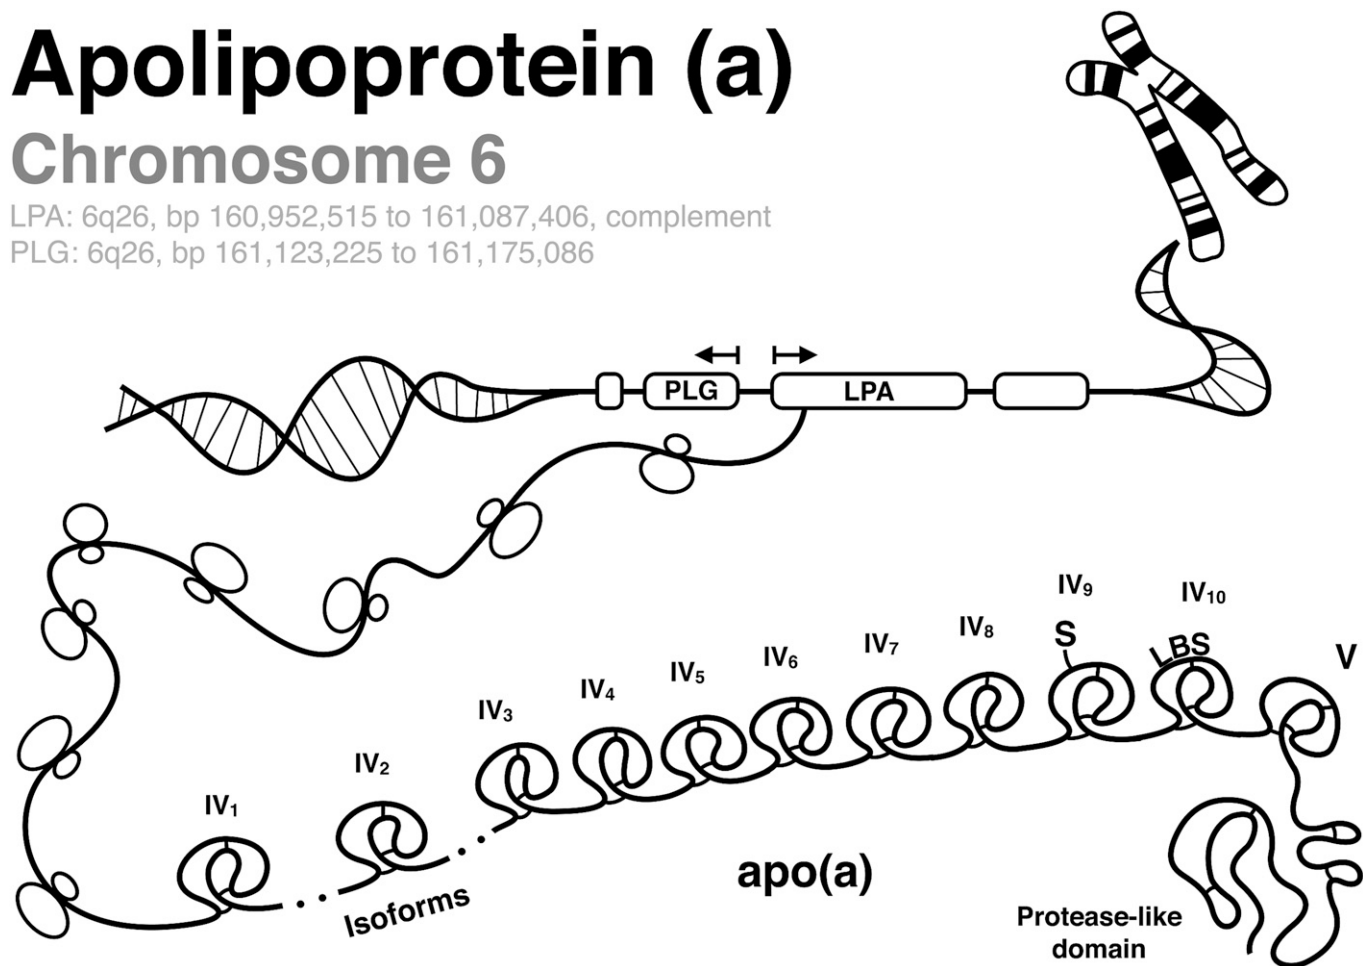 Apolipoprotein (a)
Chromosome 6
LPA: 6q26, bp 160,952,515 to 161,087,406, complement
PLG: 6q26, bp 161,123,225 to 161,175,086
PLG
LPA
IV₁
IV₂
IV₃
IV₄
IV₅
IV₆
IV₇
IV₈
IV₉
S
IV₁₀
LBS
V
Isoforms
apo(a)
Protease-like
domain